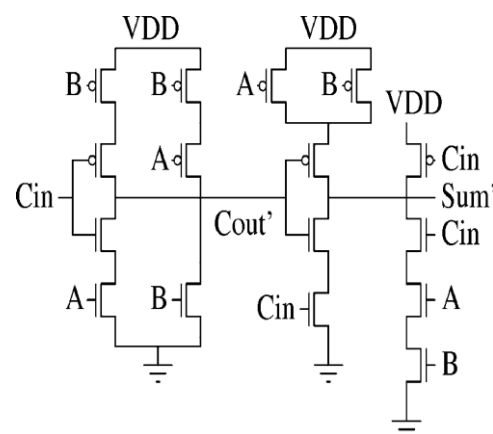 VDD VDD
B B A B VDD
A Cin
Cin Cout' Sum'
Cin
A B Cin A
B